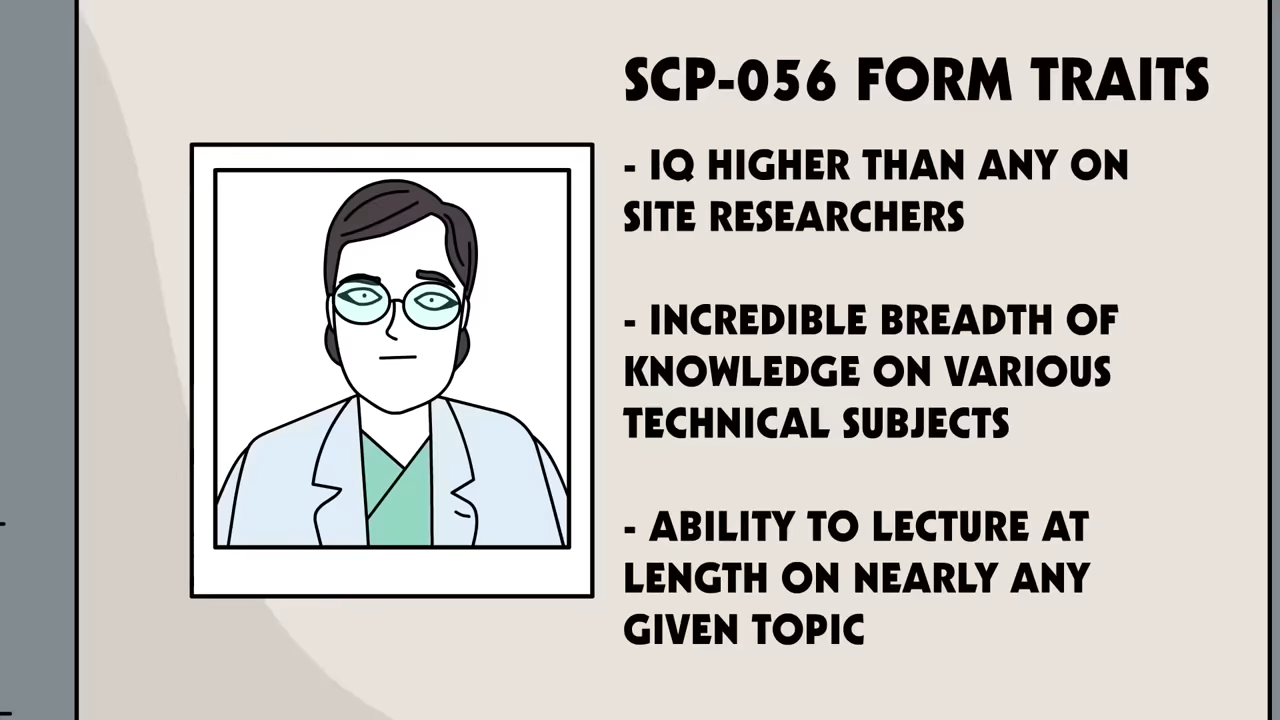 SCP-056 FORM TRAITS
- IQ HIGHER THAN ANY ON
SITE RESEARCHERS
- INCREDIBLE BREADTH OF
KNOWLEDGE ON VARIOUS
TECHNICAL SUBJECTS
- ABILITY TO LECTURE AT
LENGTH ON NEARLY ANY
GIVEN TOPIC